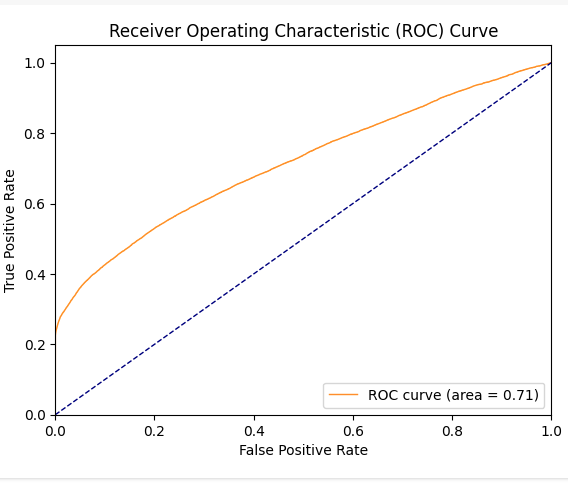 Receiver Operating Characteristic (ROC) Curve
1.0
0.8
0.6
0.4
0.2
0.0
True Positive Rate
ROC curve (area = 0.71)
0.0 0.2 0.4 0.6 0.8 1.0
False Positive Rate